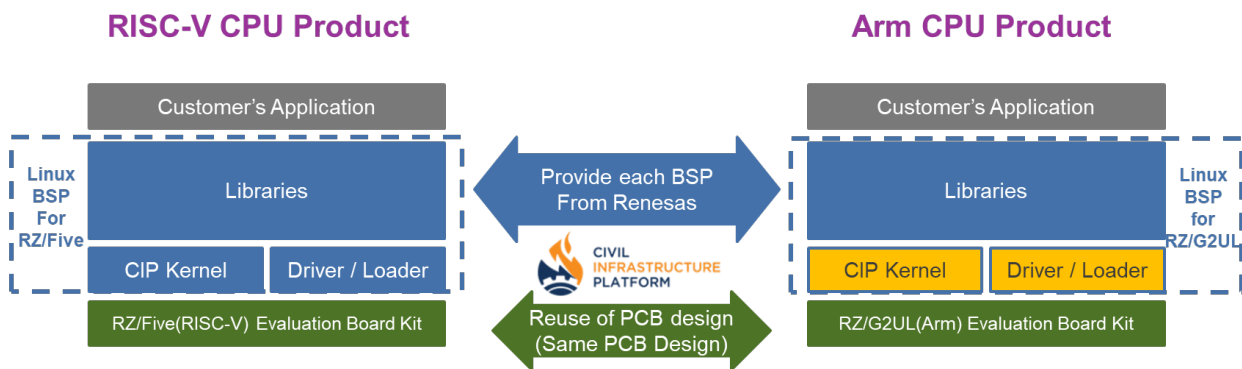 RISC-V CPU Product
Arm CPU Product
Customer's Application
Linux
BSP
For
RZ/Five
Libraries
CIP Kernel
Driver / Loader
RZ/Five(RISC-V) Evaluation Board Kit
Provide each BSP
From Renesas
CIVIL
INFRASTRUCTURE
PLATFORM
Reuse of PCB design
(Same PCB Design)
Customer's Application
Libraries
Linux
BSP
for
RZ/G2UL
CIP Kernel
Driver / Loader
RZ/G2UL(Arm) Evaluation Board Kit